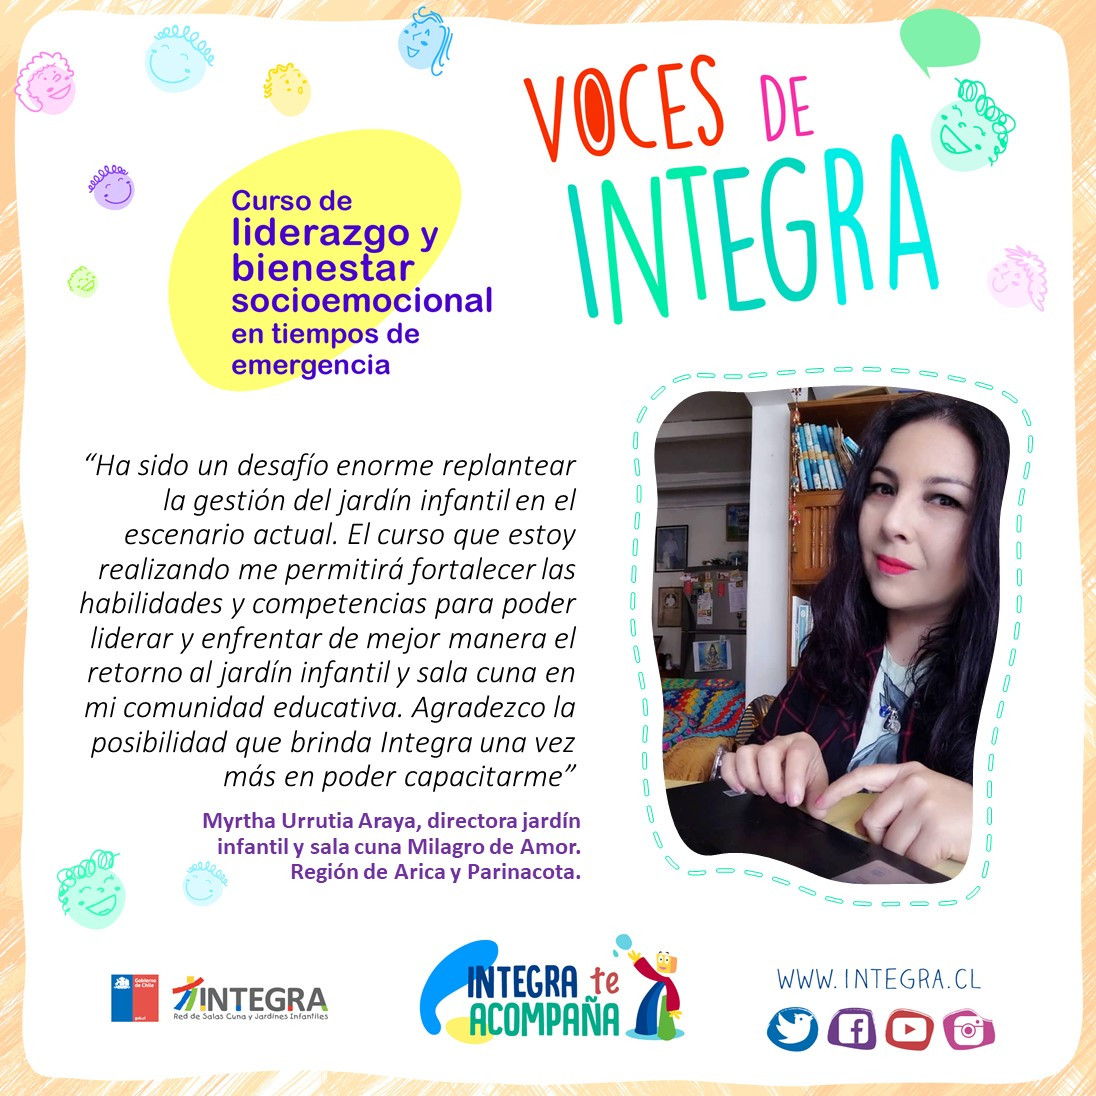 VOCES DE
INTEGRA
Curso de
liderazgo y
bienestar
socioemocional
en tiempos de
emergencia
“Ha sido un desafío enorme replantear
la gestión del jardín infantil en el
escenario actual. El curso que estoy
realizando me permitirá fortalecer las
habilidades y competencias para poder
liderar y enfrentar de mejor manera el
retorno al jardín infantil y sala cuna en
mi comunidad educativa. Agradezco la
posibilidad que brinda Integra una vez
más en poder capacitarme”
Myrtha Urrutia Araya, directora jardín
infantil y sala cuna Milagro de Amor.
Región de Arica y Parinacota.
Gobierno
de Chile
gob.cl
INTEGRA
Red de Salas Cuna y Jardines Infantiles
INTEGRA te
ACOMPAÑA
WWW.INTEGRA.CL